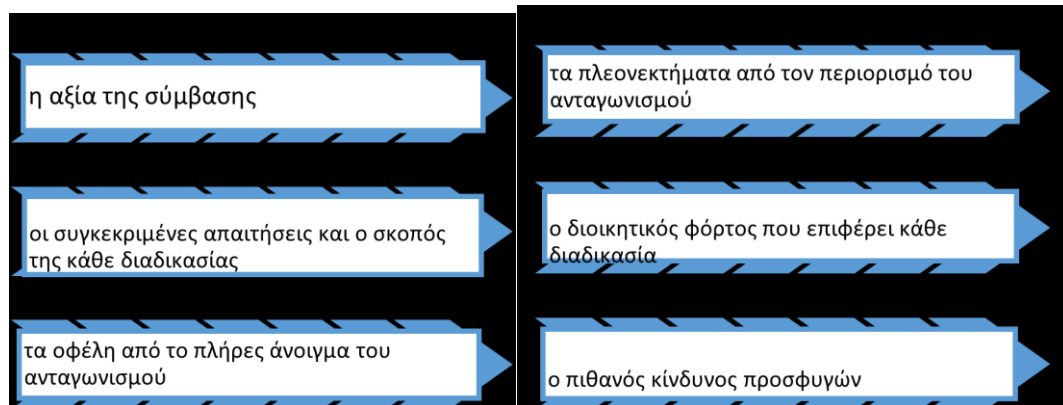 η αξία της σύμβασης
οι συγκεκριμένες απαιτήσεις και ο σκοπός
της κάθε διαδικασίας
τα οφέλη από το πλήρες άνοιγμα του
ανταγωνισμού
τα πλεονεκτήματα από τον περιορισμό του
ανταγωνισμού
ο διοικητικός φόρτος που επιφέρει κάθε
διαδικασία
ο πιθανός κίνδυνος προσφυγών